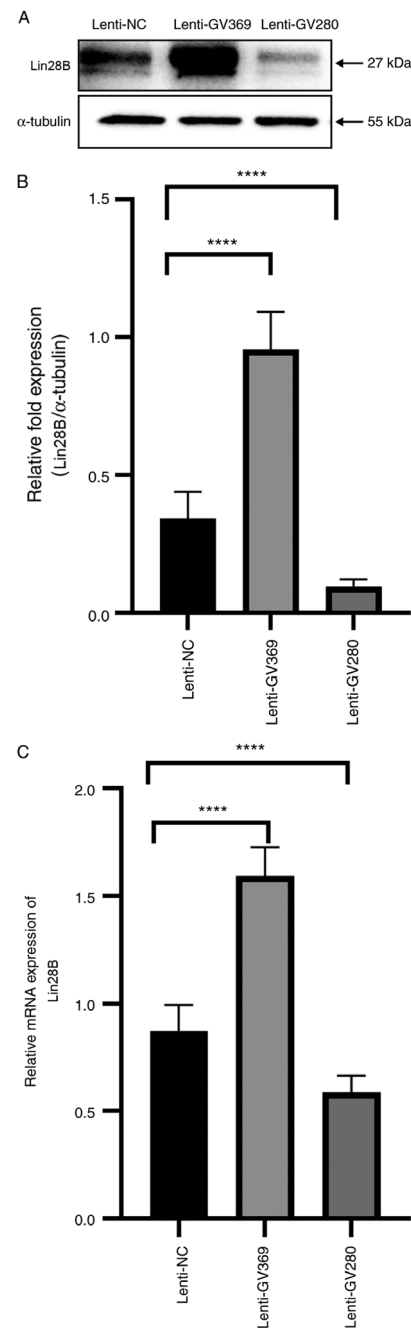 A
Lenti-NC Lenti-GV369 Lenti-GV280
Lin28B
27 kDa
α-tubulin
55 kDa
B
****
****
1.5
1.0
0.5
0.0
Relative fold expression
(Lin28B/α-tubulin)
Lenti-NC
Lenti-GV369
Lenti-GV280
C
****
****
2.0
1.5
1.0
0.5
0.0
Relative mRNA expression of
Lin28B
Lenti-NC
Lenti-GV369
Lenti-GV280